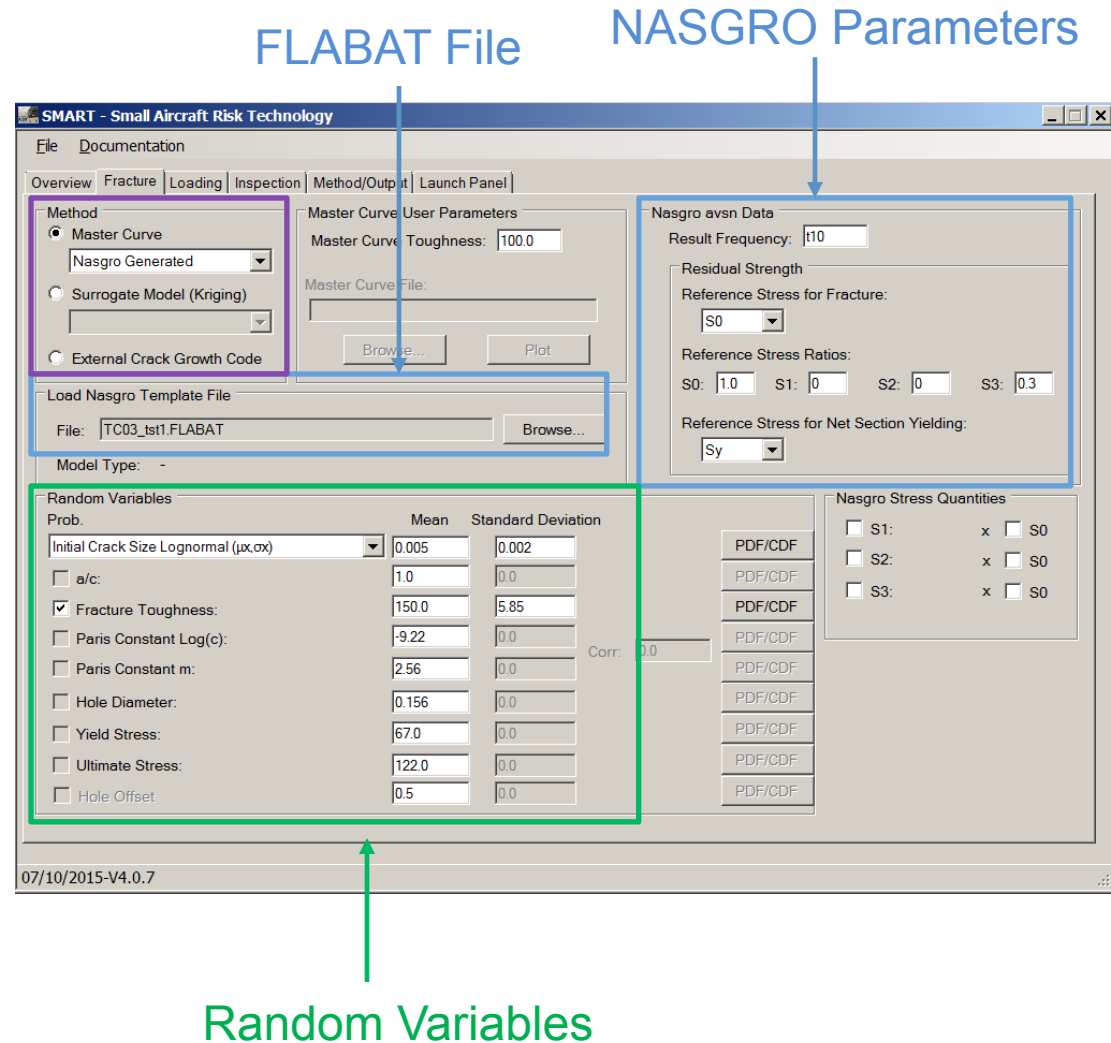 FLABAT File
NASGRO Parameters
SMART - Small Aircraft Risk Technology
File Documentation
Overview Fracture Loading Inspection Method/Output Launch Panel
Method
Master Curve
Nasgro Generated
Surrogate Model (Kriging)
External Crack Growth Code
Master Curve User Parameters
Master Curve Toughness: 100.0
Master Curve File:
Browse... Plot
Nasgro avsn Data
Result Frequency: t10
Residual Strength
Reference Stress for Fracture:
S0
Reference Stress Ratios:
S0: 1.0 S1: 0 S2: 0 S3: 0.3
Reference Stress for Net Section Yielding:
Sy
Load Nasgro Template File
File: TC03_tst1.FLABAT Browse...
Model Type: -
Random Variables
Prob. Mean Standard Deviation
Initial Crack Size Lognormal (μx,σx) 0.005 0.002 PDF/CDF
a/c: 1.0 0.0 PDF/CDF
Fracture Toughness: 150.0 5.85 PDF/CDF
Paris Constant Log(c): -9.22 0.0 PDF/CDF
Corr: 0.0
Paris Constant m: 2.56 0.0 PDF/CDF
Hole Diameter: 0.156 0.0 PDF/CDF
Yield Stress: 67.0 0.0 PDF/CDF
Ultimate Stress: 122.0 0.0 PDF/CDF
Hole Offset 0.5 0.0 PDF/CDF
Nasgro Stress Quantities
S1: x S0
S2: x S0
S3: x S0
07/10/2015-V4.0.7
Random Variables